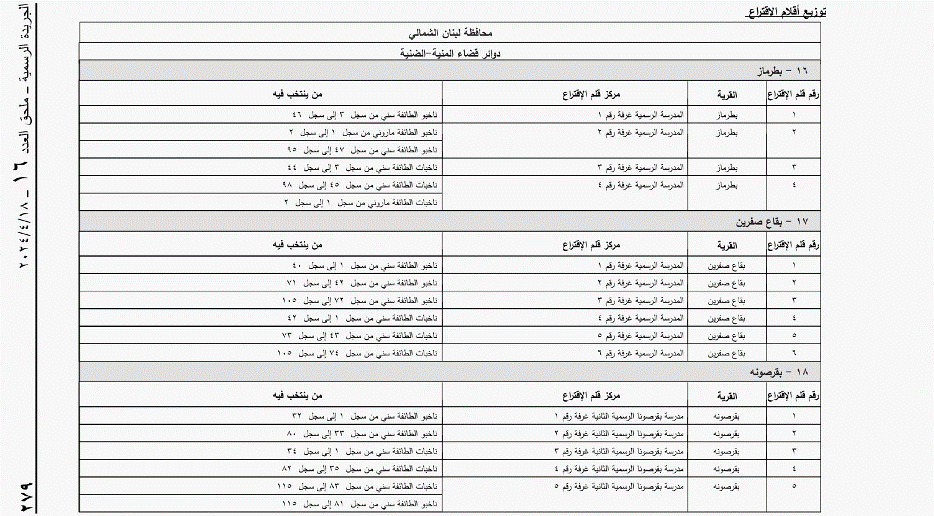 توزيع أقلام الإقتراع
الجريدة الرسمية – ملحق العدد ١٦ – ٢٠٢٤/٤/١٨
محافظة لبنان الشمالي
دوائر قضاء المنية-الضنية
١٦ - بطرماز
رقم قلم الإقتراع القرية مركز قلم الإقتراع من ينتخب فيه
١ بطرماز المدرسة الرسمية غرفة رقم ١ ناخبو الطائفة سني من سجل ٣ إلى سجل ٤٦
٢ بطرماز المدرسة الرسمية غرفة رقم ٢ ناخبو الطائفة ماروني من سجل ١ إلى سجل ٢
ناخبو الطائفة سني من سجل ٤٧ إلى سجل ٩٥
٣ بطرماز المدرسة الرسمية غرفة رقم ٣ ناخبات الطائفة سني من سجل ٣ إلى سجل ٤٤
٤ بطرماز المدرسة الرسمية غرفة رقم ٤ ناخبات الطائفة سني من سجل ٤٥ إلى سجل ٩٨
ناخبات الطائفة ماروني من سجل ١ إلى سجل ٢
١٧ - بقاع صفرين
رقم قلم الإقتراع القرية مركز قلم الإقتراع من ينتخب فيه
١ بقاع صفرين المدرسة الرسمية غرفة رقم ١ ناخبو الطائفة سني من سجل ١ إلى سجل ٤٠
٢ بقاع صفرين المدرسة الرسمية غرفة رقم ٢ ناخبو الطائفة سني من سجل ٤٢ إلى سجل ٧١
٣ بقاع صفرين المدرسة الرسمية غرفة رقم ٣ ناخبو الطائفة سني من سجل ٧٢ إلى سجل ١٠٥
٤ بقاع صفرين المدرسة الرسمية غرفة رقم ٤ ناخبات الطائفة سني من سجل ١ إلى سجل ٤٢
٥ بقاع صفرين المدرسة الرسمية غرفة رقم ٥ ناخبات الطائفة سني من سجل ٤٣ إلى سجل ٧٣
٦ بقاع صفرين المدرسة الرسمية غرفة رقم ٦ ناخبات الطائفة سني من سجل ٧٤ إلى سجل ١٠٥
١٨ - بقرصونه
رقم قلم الإقتراع القرية مركز قلم الإقتراع من ينتخب فيه
١ بقرصونه مدرسة بقرصونا الرسمية الثانية غرفة رقم ١ ناخبو الطائفة سني من سجل ١ إلى سجل ٣٢
٢ بقرصونه مدرسة بقرصونا الرسمية الثانية غرفة رقم ٢ ناخبو الطائفة سني من سجل ٣٣ إلى سجل ٨٠
٣ بقرصونه مدرسة بقرصونا الرسمية الثانية غرفة رقم ٣ ناخبات الطائفة سني من سجل ١ إلى سجل ٣٤
٤ بقرصونه مدرسة بقرصونا الرسمية الثانية غرفة رقم ٤ ناخبات الطائفة سني من سجل ٣٥ إلى سجل ٨٢
٥ بقرصونه مدرسة بقرصونا الرسمية الثانية غرفة رقم ٥ ناخبات الطائفة سني من سجل ٨٣ إلى سجل ١١٥
ناخبو الطائفة سني من سجل ٨١ إلى سجل ١١٥
٢٧٩